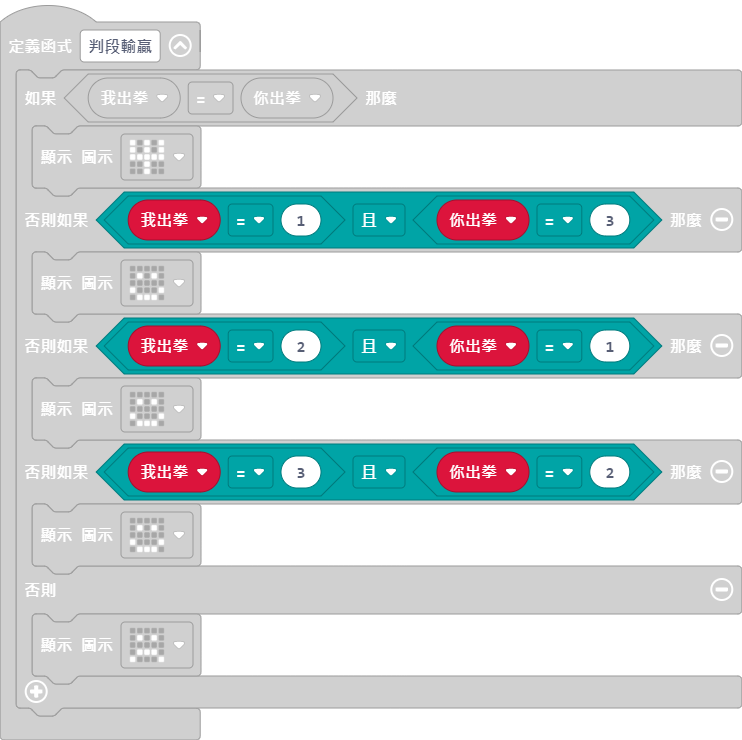 定義函式 判段輸贏
如果 我出拳 = 你出拳 那麼
顯示 圖示
否則如果 我出拳 = 1 且 你出拳 = 3 那麼
顯示 圖示
否則如果 我出拳 = 2 且 你出拳 = 1 那麼
顯示 圖示
否則如果 我出拳 = 3 且 你出拳 = 2 那麼
顯示 圖示
否則
顯示 圖示